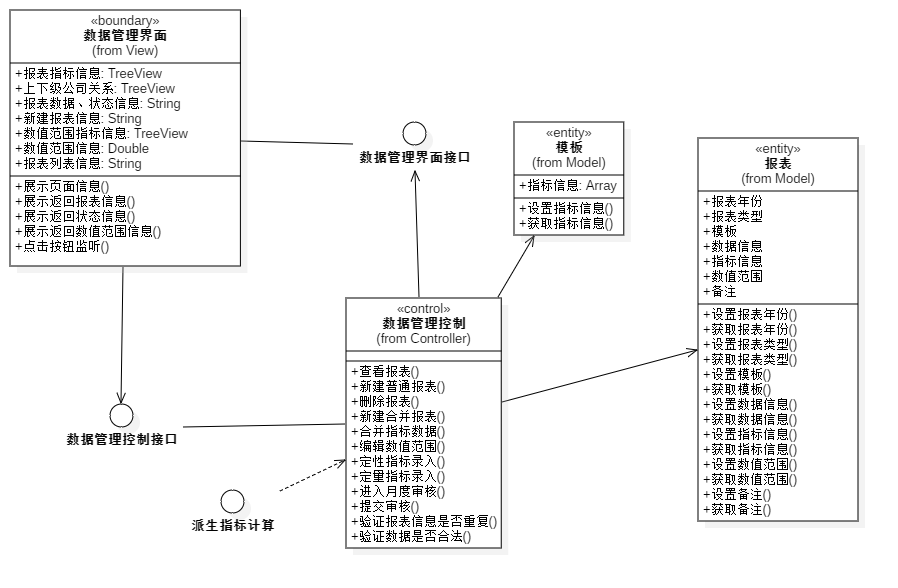 «boundary»
数据管理界面
(from View)
+报表指标信息: TreeView
+上下级公司关系: TreeView
+报表数据、状态信息: String
+新建报表信息: String
+数值范围指标信息: TreeView
+数值范围信息: Double
+报表列表信息: String
+展示页面信息()
+展示返回报表信息()
+展示返回状态信息()
+展示返回数值范围信息()
+点击按钮监听()
数据管理界面接口
«entity»
模板
(from Model)
+指标信息: Array
+设置指标信息()
+获取指标信息()
«entity»
报表
(from Model)
+报表年份
+报表类型
+模板
+数据信息
+指标信息
+数值范围
+备注
+设置报表年份()
+获取报表年份()
+设置报表类型()
+获取报表类型()
+设置模板()
+获取模板()
+设置数据信息()
+获取数据信息()
+设置指标信息()
+获取指标信息()
+设置数值范围()
+获取数值范围()
+设置备注()
+获取备注()
«control»
数据管理控制
(from Controller)
+查看报表()
+新建普通报表()
+删除报表()
+新建合并报表()
+合并指标数据()
+编辑数值范围()
+定性指标录入()
+定量指标录入()
+进入月度审核()
+提交审核()
+验证报表信息是否重复()
+验证数据是否合法()
数据管理控制接口
派生指标计算